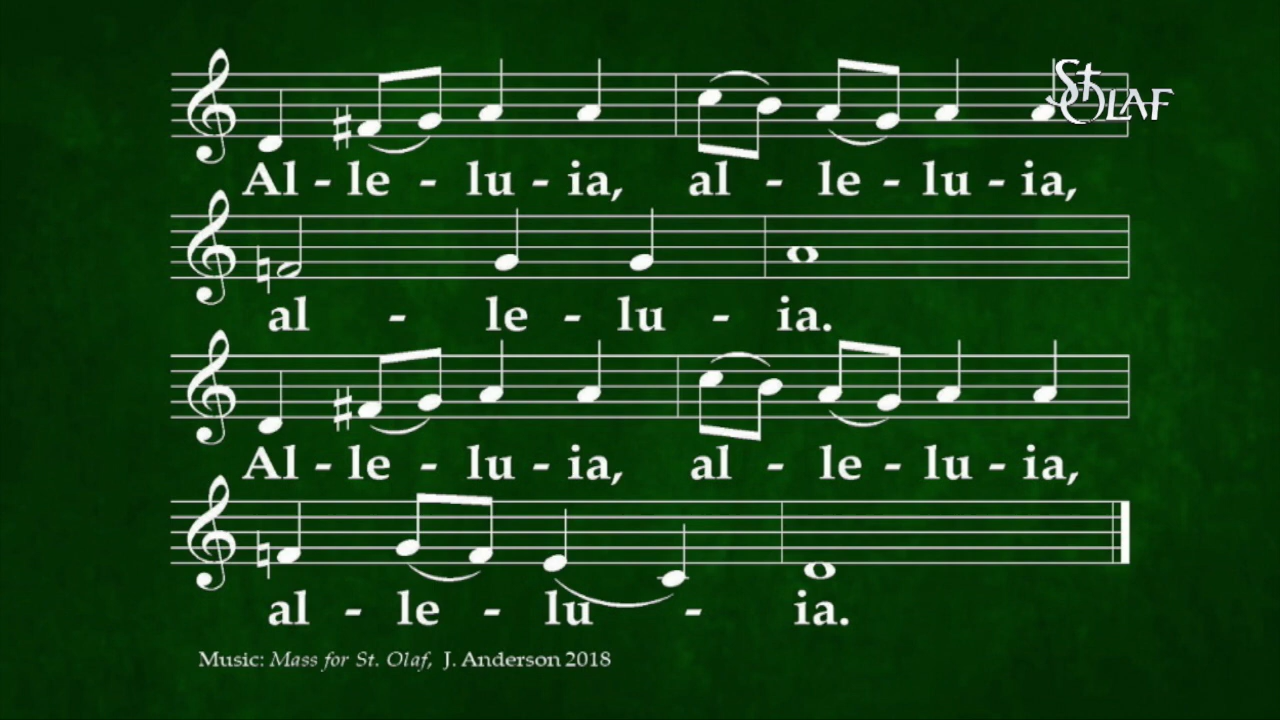 St OLAF
Al - le - lu - ia, al - le - lu - ia,
al - le - lu - ia.
Al - le - lu - ia, al - le - lu - ia,
al - le - lu - ia.
Music: Mass for St. Olaf, J. Anderson 2018